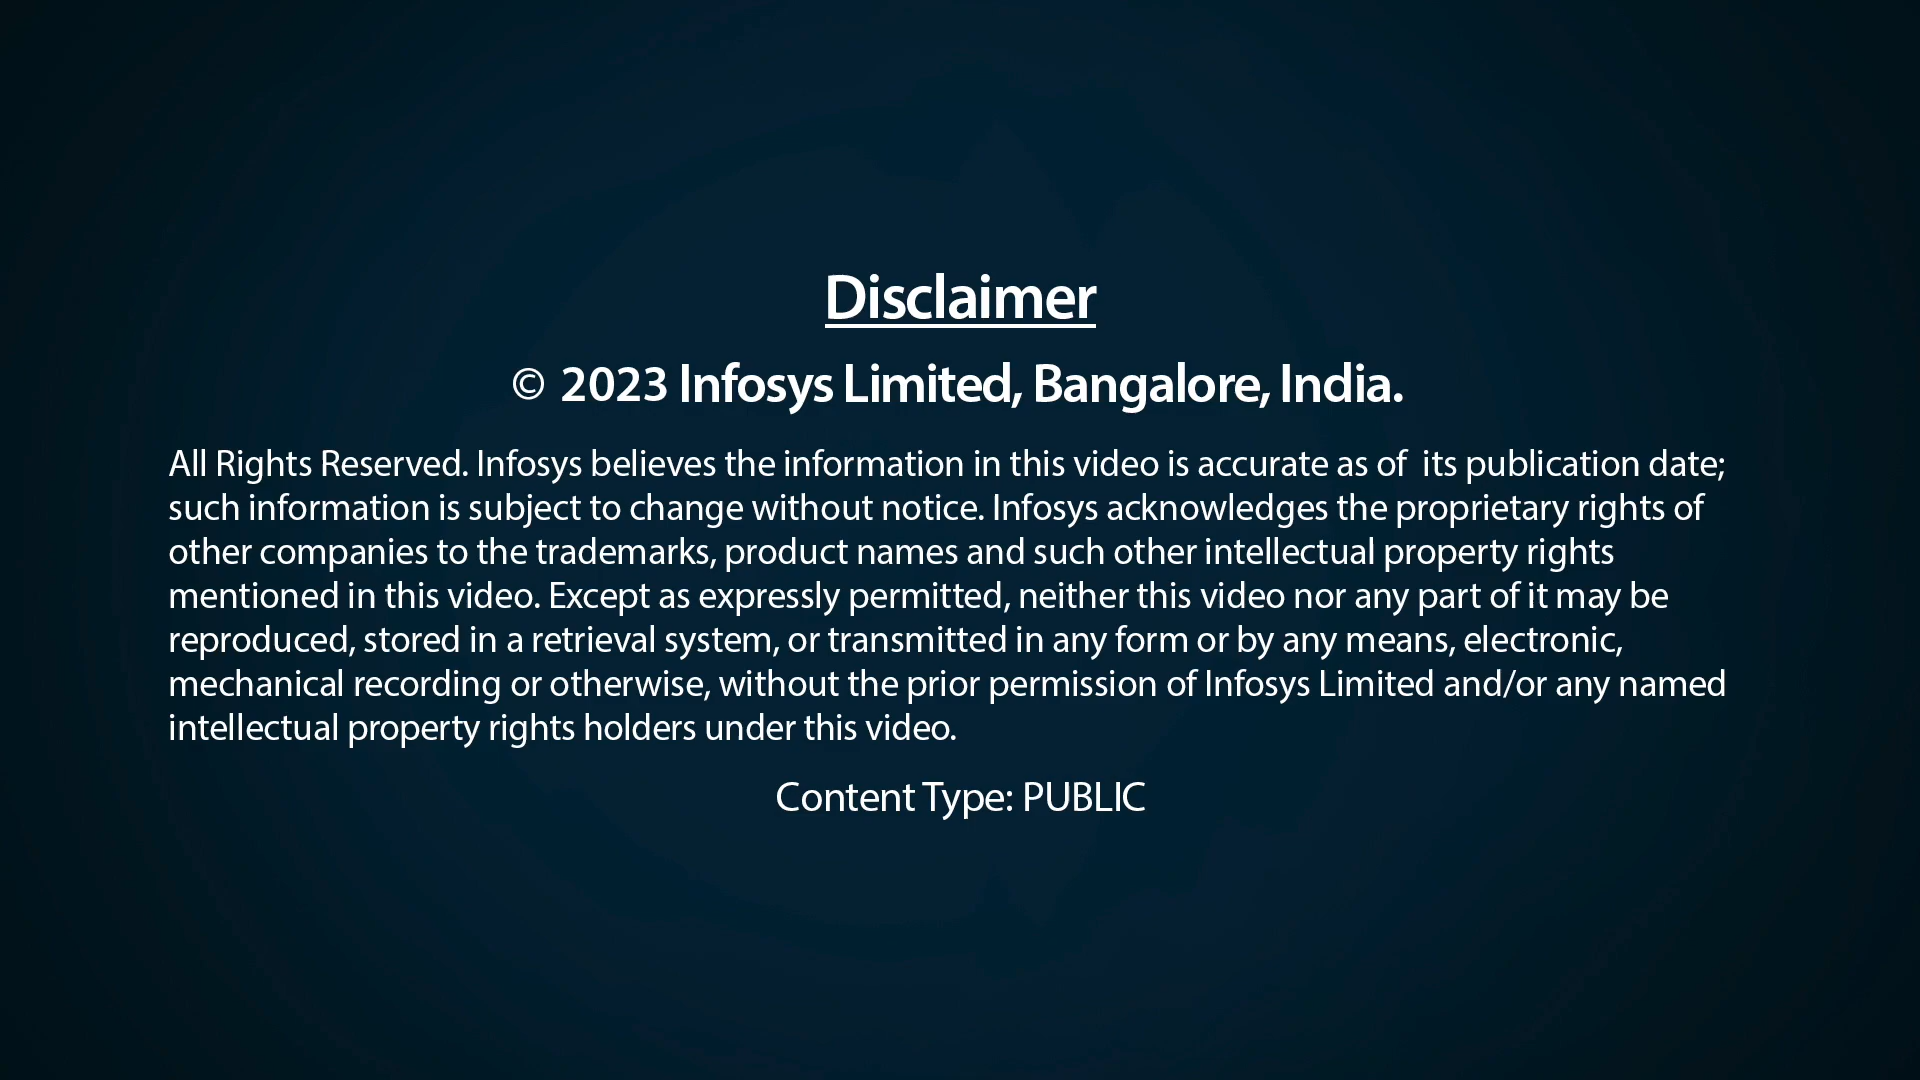 Disclaimer
© 2023 Infosys Limited, Bangalore, India.
All Rights Reserved. Infosys believes the information in this video is accurate as of  its publication date;
such information is subject to change without notice. Infosys acknowledges the proprietary rights of
other companies to the trademarks, product names and such other intellectual property rights
mentioned in this video. Except as expressly permitted, neither this video nor any part of it may be
reproduced, stored in a retrieval system, or transmitted in any form or by any means, electronic,
mechanical recording or otherwise, without the prior permission of Infosys Limited and/or any named
intellectual property rights holders under this video.
Content Type: PUBLIC